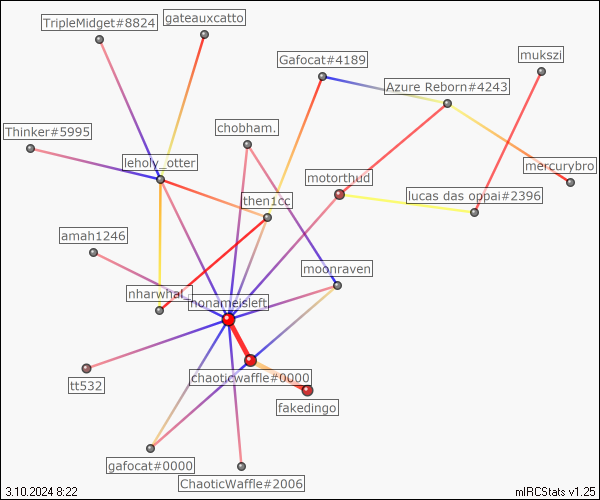 gateauxcatto
TripleMidget#8824
mukszi
Gafocat#4189
Azure Reborn#4243
chobham.
Thinker#5995
leholy_otter
mercurybro
motorthud
lucas das oppai#2396
then1cc
amah1246
moonraven
nharwhal_
nonameisleft
chaoticwaffle#0000
tt532
fakedingo
gafocat#0000
ChaoticWaffle#2006
3.10.2024 8:22
mIRCStats v1.25